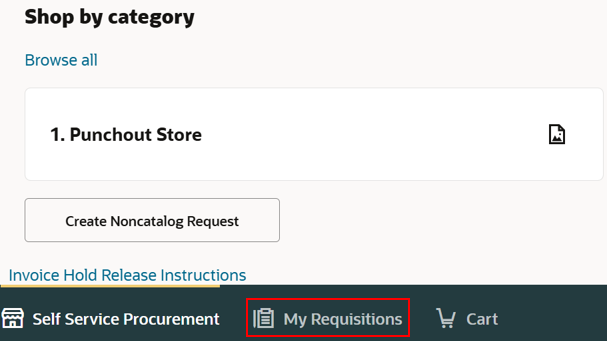 Shop by category
Browse all
1. Punchout Store
Create Noncatalog Request
Invoice Hold Release Instructions
Self Service Procurement My Requisitions Cart